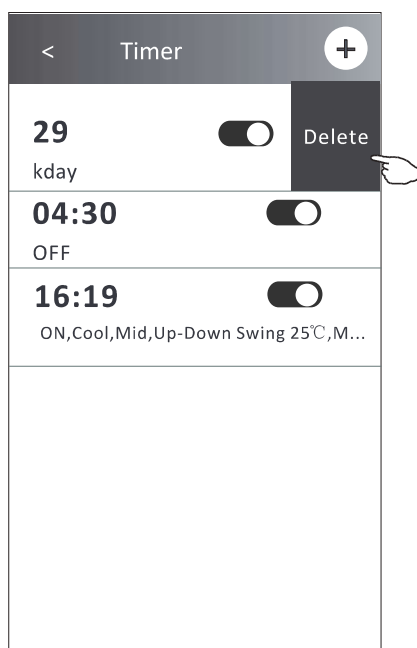 < Timer +
29 Delete
kday
04:30
OFF
16:19
ON,Cool,Mid,Up-Down Swing 25℃,M...